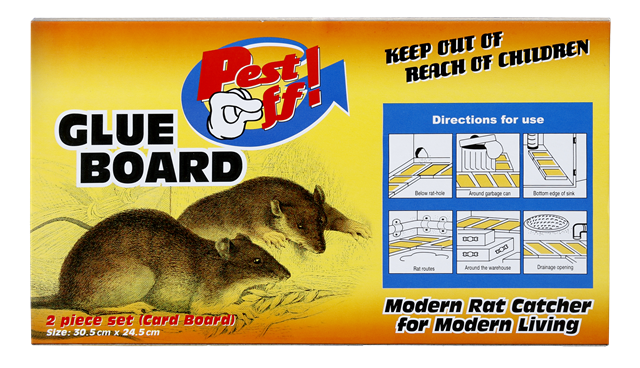 Pest
Off!
KEEP OUT OF
REACH OF CHILDREN
GLUE
BOARD
Directions for use
Below rat-hole
Around garbage can
Bottom edge of sink
Rat routes
Around the warehouse
Drainage opening
2 piece set (Card Board)
Size: 30.5cm x 24.5cm
Modern Rat Catcher
for Modern Living